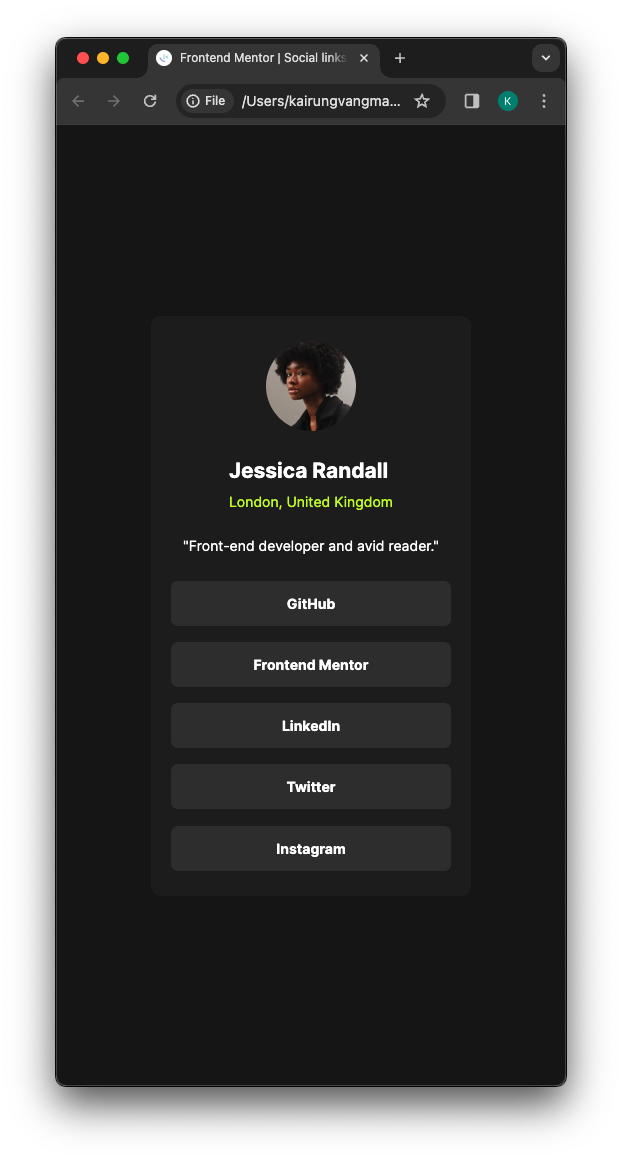 Frontend Mentor | Social links
File /Users/kairungvangma...
K
Jessica Randall
London, United Kingdom
"Front-end developer and avid reader."
GitHub
Frontend Mentor
LinkedIn
Twitter
Instagram